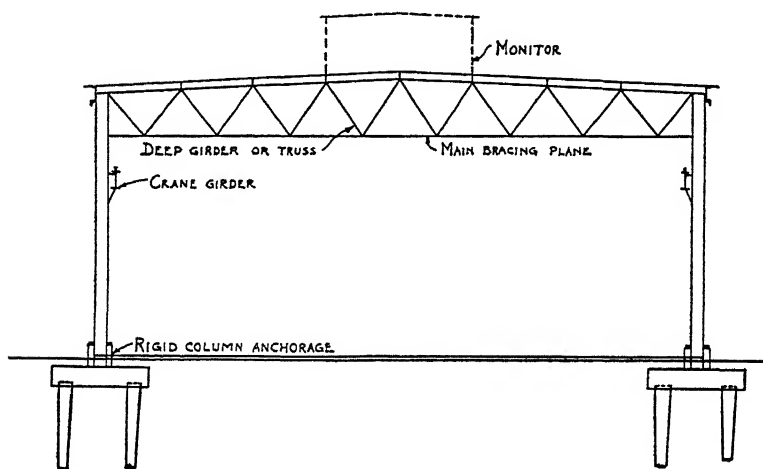 MONITOR
DEEP GIRDER OR TRUSS
MAIN BRACING PLANE
CRANE GIRDER
RIGID COLUMN ANCHORAGE